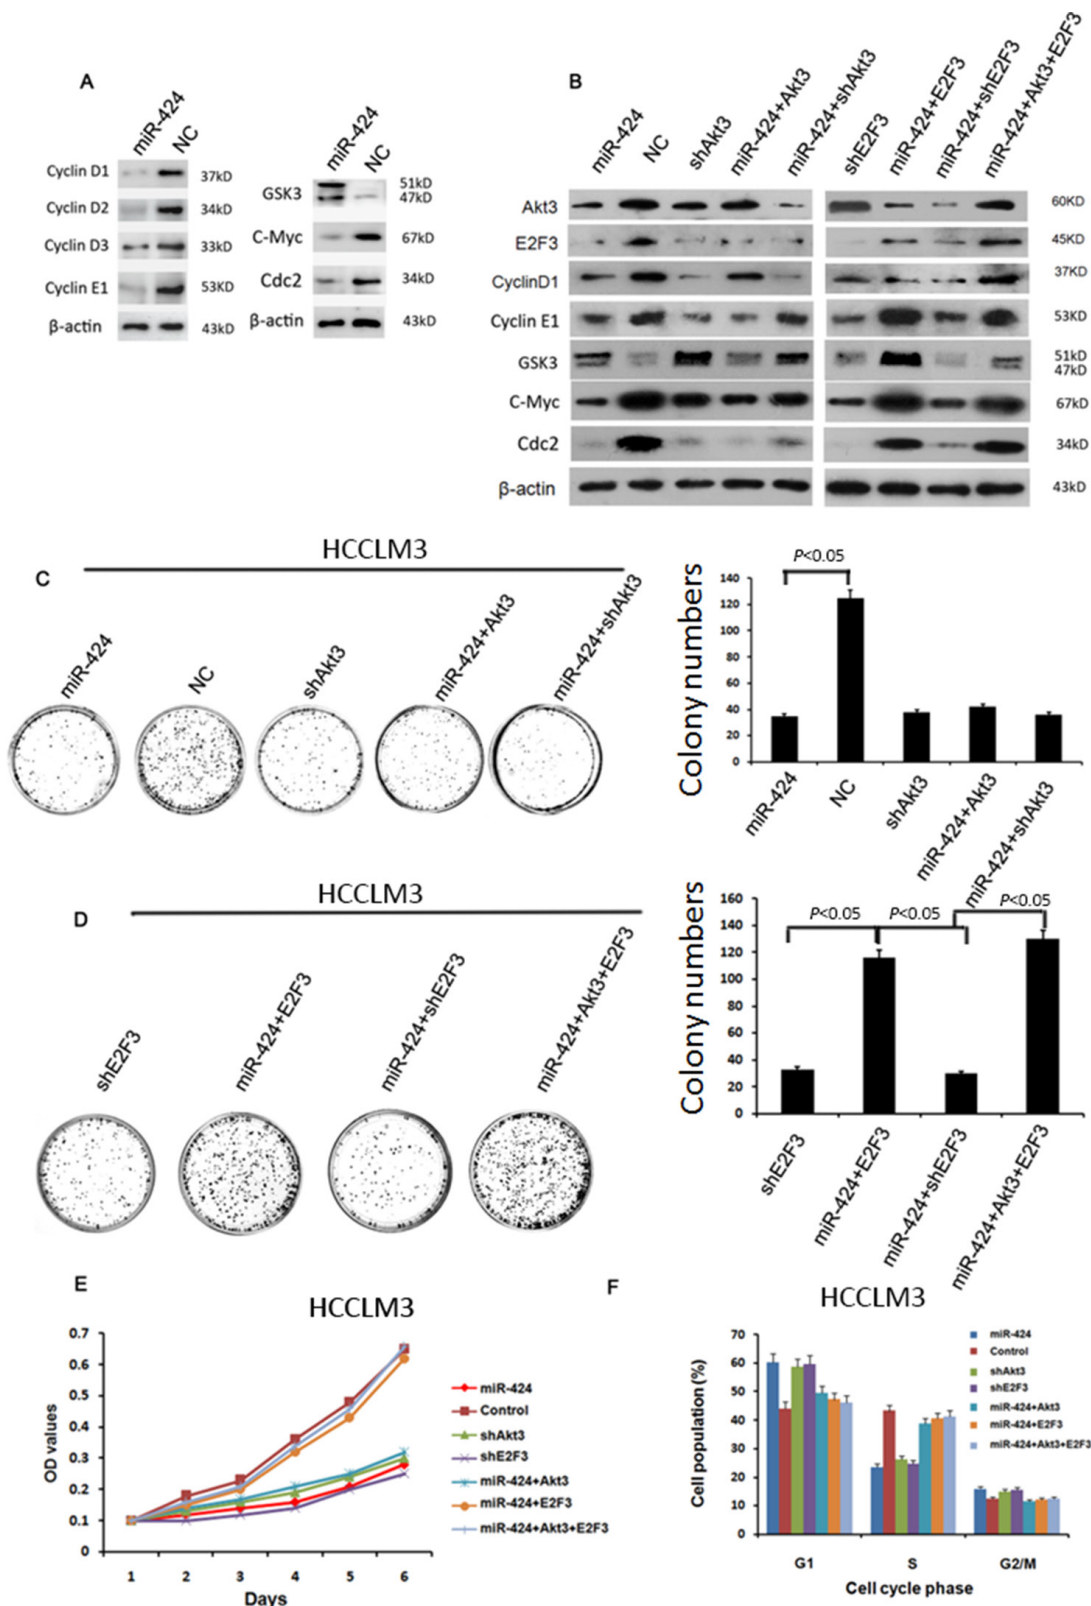 A
miR-424
NC
Cyclin D1
37kD
Cyclin D2
34kD
Cyclin D3
33kD
Cyclin E1
53KD
β-actin
43kD
miR-424
NC
GSK3
51kD
47kD
C-Myc
67kD
Cdc2
34kD
β-actin
43kD
B
miR-424
NC
shAkt3
miR-424+Akt3
miR-424+shAkt3
shE2F3
miR-424+E2F3
miR-424+shE2F3
miR-424+Akt3+E2F3
Akt3
60KD
E2F3
45KD
CyclinD1
37KD
Cyclin E1
53KD
GSK3
51kD
47kD
C-Myc
67kD
Cdc2
34kD
β-actin
43kD
C
HCCLM3
miR-424
NC
shAkt3
miR-424+Akt3
miR-424+shAkt3
Colony numbers
140
120
100
80
60
40
20
0
P<0.05
miR-424
NC
shAkt3
miR-424+Akt3
miR-424+shAkt3
D
HCCLM3
shE2F3
miR-424+E2F3
miR-424+shE2F3
miR-424+Akt3+E2F3
Colony numbers
160
140
120
100
80
60
40
20
0
P<0.05
P<0.05
P<0.05
shE2F3
miR-424+E2F3
miR-424+shE2F3
miR-424+Akt3+E2F3
E
HCCLM3
OD values
0.7
0.6
0.5
0.4
0.3
0.2
0.1
0
1 2 3 4 5 6
Days
miR-424
Control
shAkt3
shE2F3
miR-424+Akt3
miR-424+E2F3
miR-424+Akt3+E2F3
F
HCCLM3
Cell population (%)
70
60
50
40
30
20
10
0
G1 S G2/M
Cell cycle phase
miR-424
Control
shAkt3
shE2F3
miR-424+Akt3
miR-424+E2F3
miR-424+Akt3+E2F3